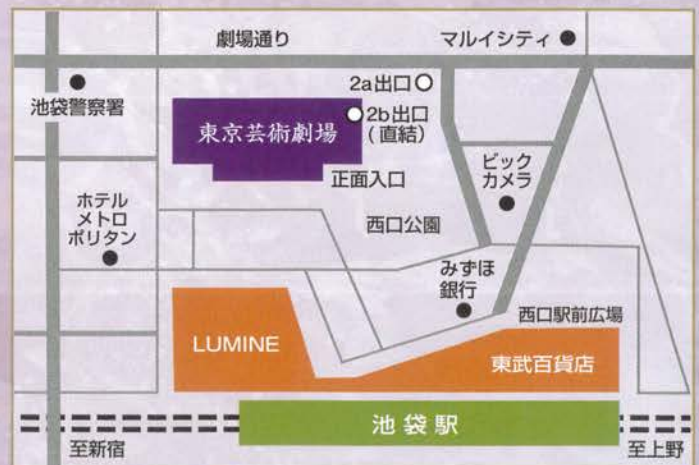 劇場通り
マルイシティ
2a出口
池袋警察署
2b出口
(直結)
東京芸術劇場
正面入口
ビック
カメラ
ホテル
メトロ
ポリタン
西口公園
みずほ
銀行
西口駅前広場
LUMINE
東武百貨店
池袋駅
至新宿
至上野